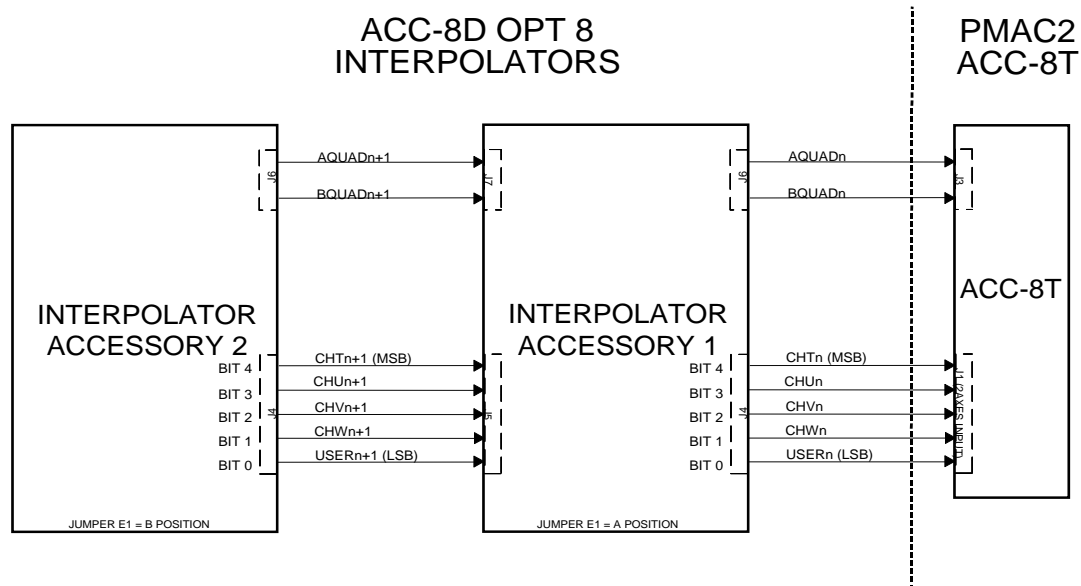 ACC-8D OPT 8
INTERPOLATORS
PMAC2
ACC-8T
AQUADn+1
BQUADn+1
J6
J7
AQUADn
BQUADn
J6
J3
INTERPOLATOR
ACCESSORY 2
INTERPOLATOR
ACCESSORY 1
ACC-8T
BIT 4
BIT 3
BIT 2
BIT 1
BIT 0
J4
CHTn+1 (MSB)
CHUn+1
CHVn+1
CHWn+1
USERn+1 (LSB)
J5
BIT 4
BIT 3
BIT 2
BIT 1
BIT 0
J4
CHTn (MSB)
CHUn
CHVn
CHWn
USERn (LSB)
J1 (2AXES INPUT)
JUMPER E1 = B POSITION
JUMPER E1 = A POSITION